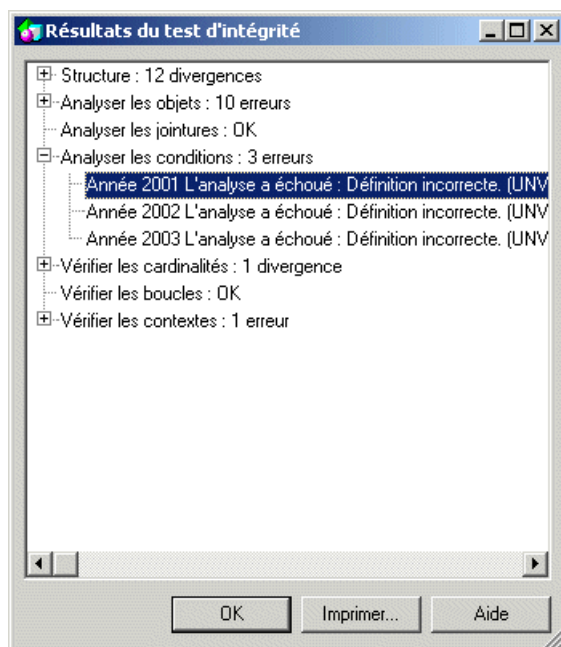 Résultats du test d'intégrité
Structure : 12 divergences
Analyser les objets : 10 erreurs
Analyser les jointures : OK
Analyser les conditions : 3 erreurs
Année 2001 L'analyse a échoué : Définition incorrecte. (UNV
Année 2002 L'analyse a échoué : Définition incorrecte. (UNV
Année 2003 L'analyse a échoué : Définition incorrecte. (UNV
Vérifier les cardinalités : 1 divergence
Vérifier les boucles : OK
Vérifier les contextes : 1 erreur
OK Imprimer... Aide